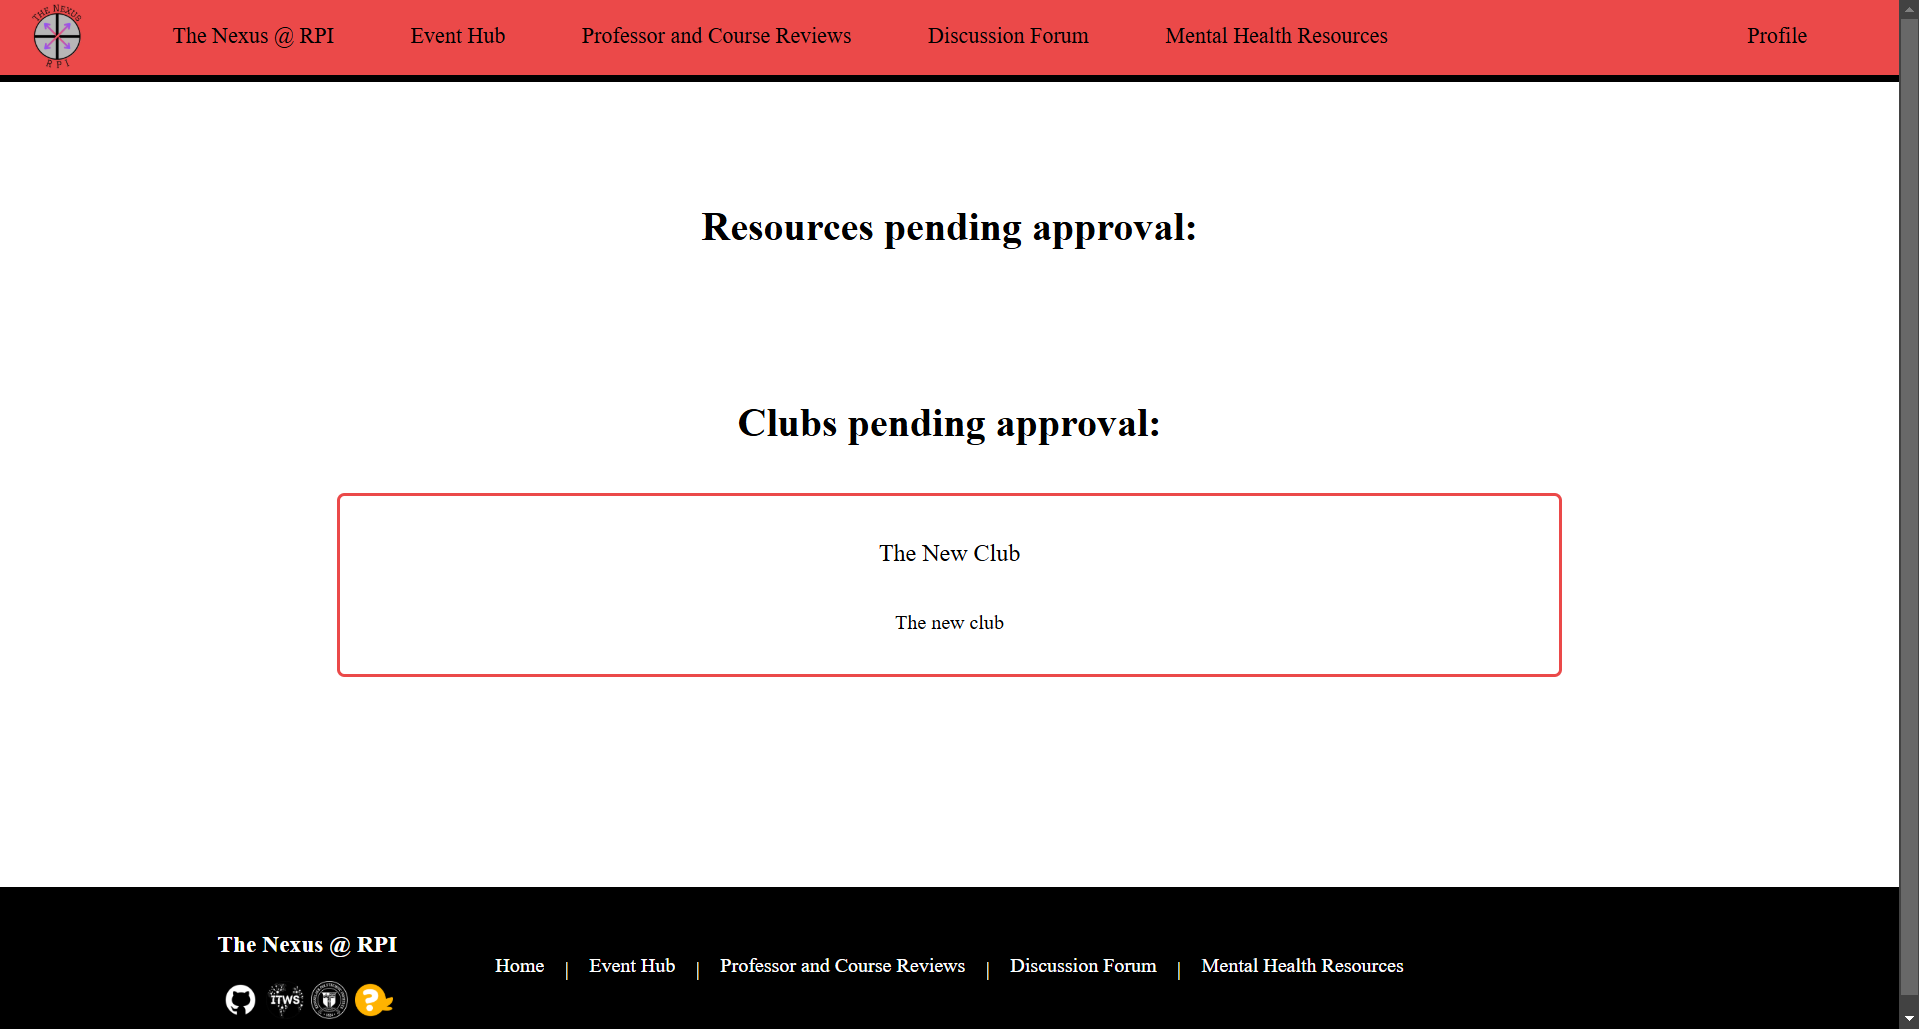 THE NEXUS
RPI
The Nexus @ RPI
Event Hub
Professor and Course Reviews
Discussion Forum
Mental Health Resources
Profile
Resources pending approval:
Clubs pending approval:
The New Club
The new club
The Nexus @ RPI
Home | Event Hub | Professor and Course Reviews | Discussion Forum | Mental Health Resources
ITWS
?